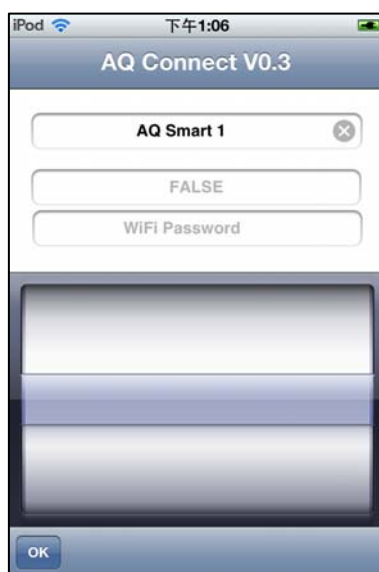 iPod 下午1:06
AQ Connect V0.3
AQ Smart 1
FALSE
WiFi Password
OK